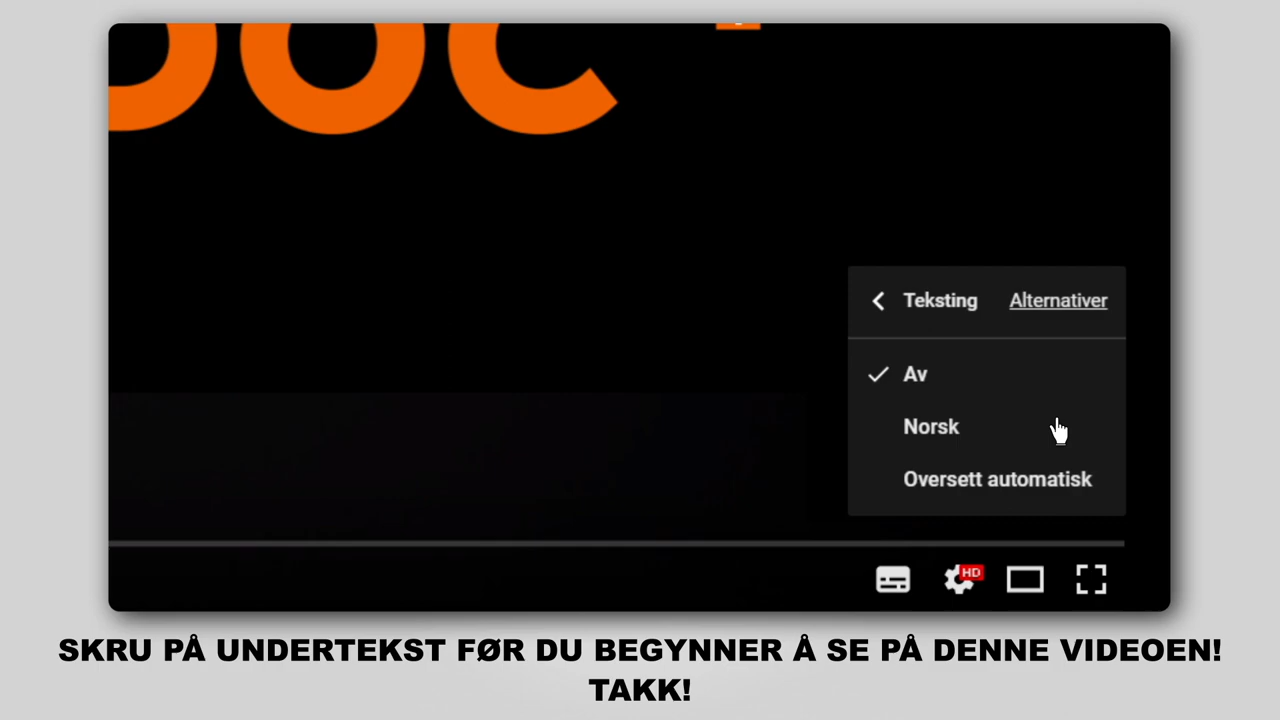 Teksting Alternativer
Av
Norsk
Oversett automatisk
HD
SKRU PÅ UNDERTEKST FØR DU BEGYNNER Å SE PÅ DENNE VIDEOEN!
TAKK!